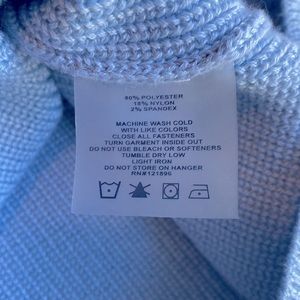 80% POLYESTER
18% NYLON
2% SPANDEX
MACHINE WASH COLD
WITH LIKE COLORS
CLOSE ALL FASTENERS
TURN GARMENT INSIDE OUT
DO NOT USE BLEACH OR SOFTENERS
TUMBLE DRY LOW
LIGHT IRON
DO NOT STORE ON HANGER
RN#121896